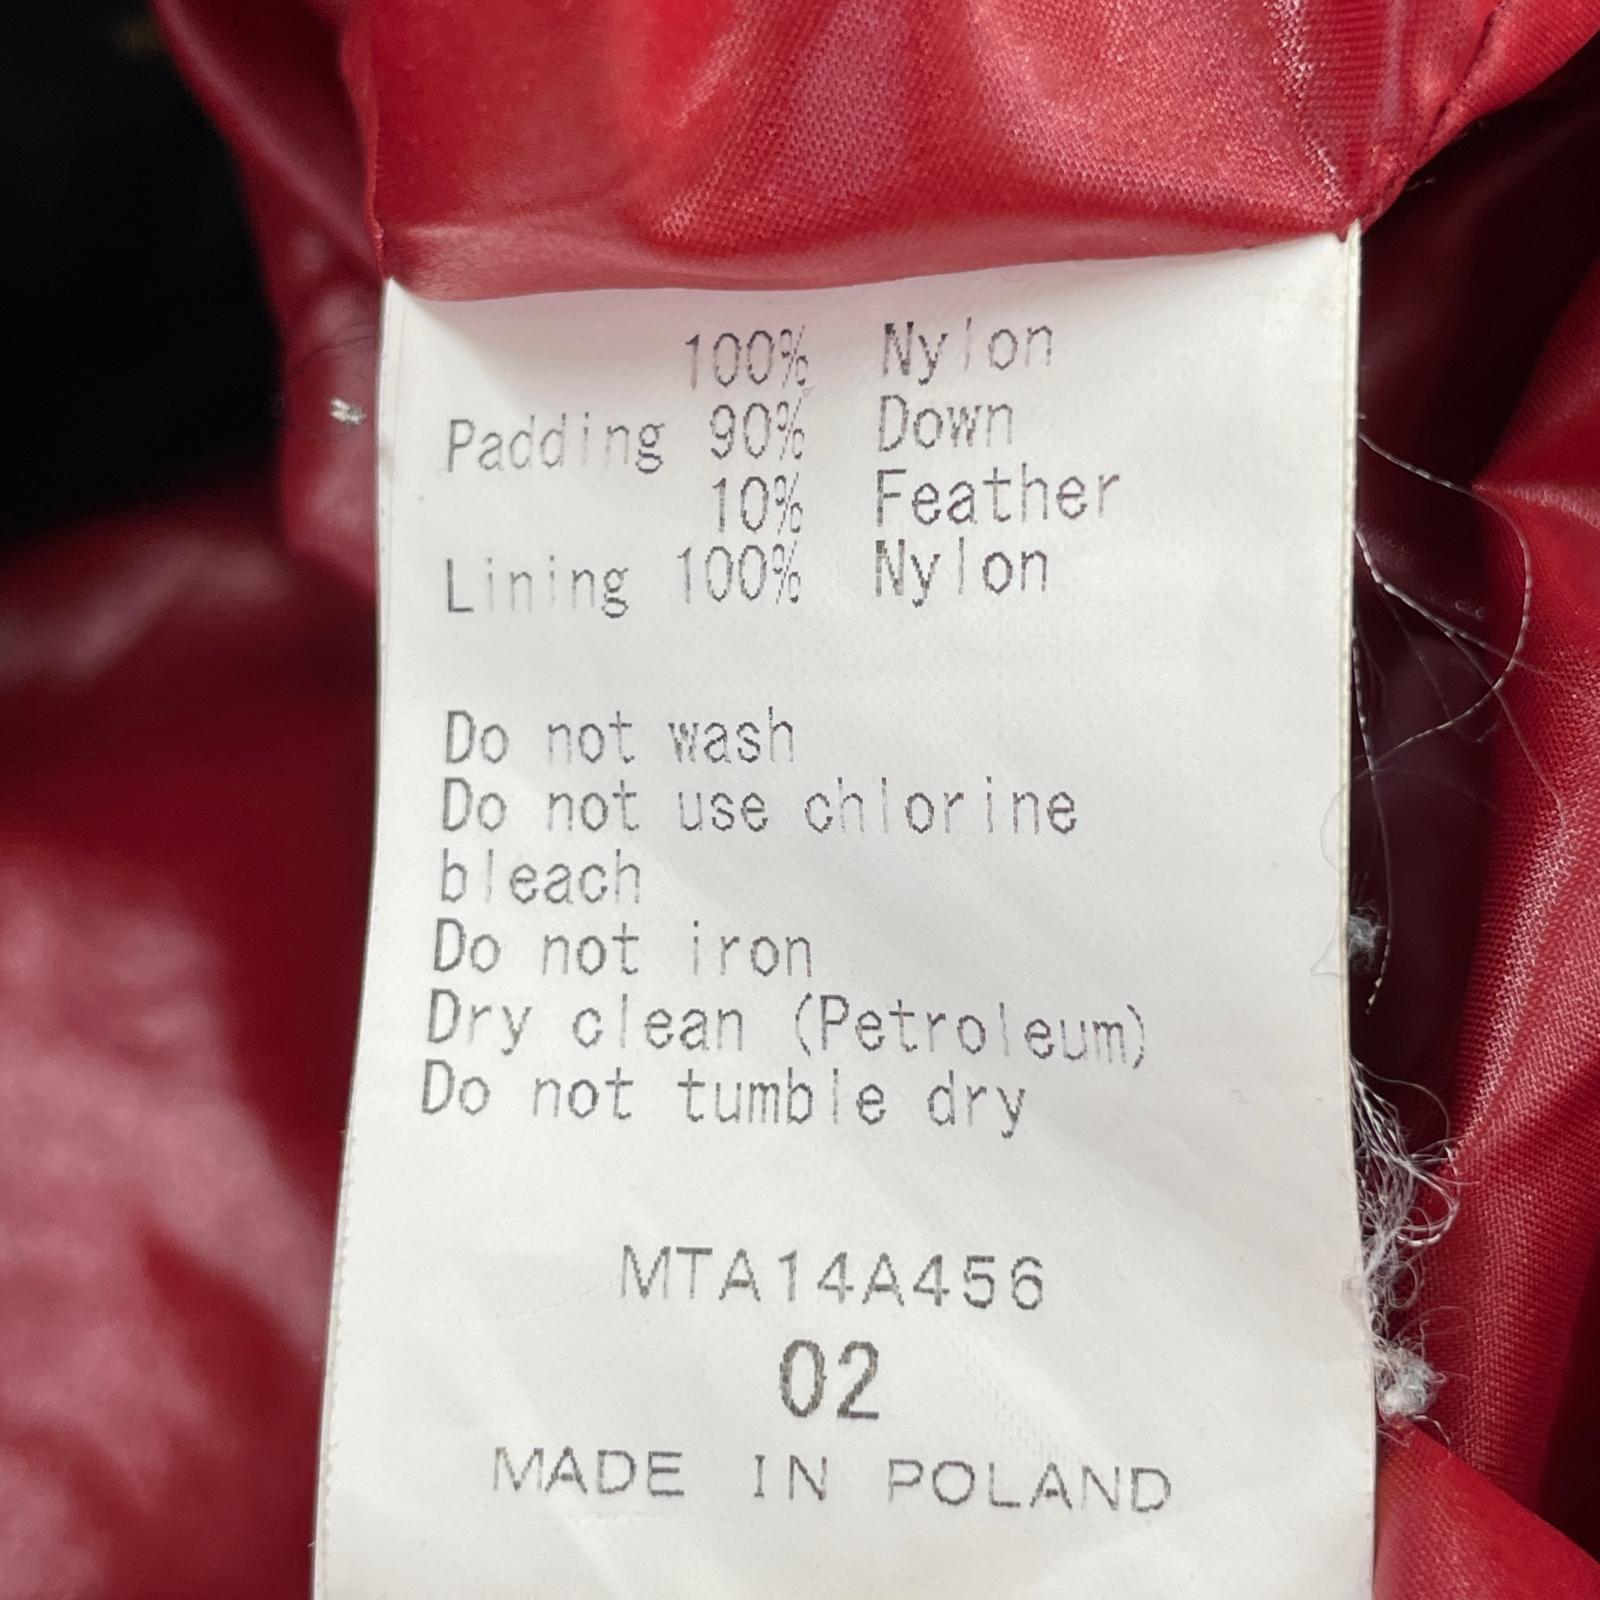 100% Nylon
Padding 90% Down
10% Feather
Lining 100% Nylon
Do not wash
Do not use chlorine
bleach
Do not iron
Dry clean (Petroleum)
Do not tumble dry
MTA14A456
02
MADE IN POLAND